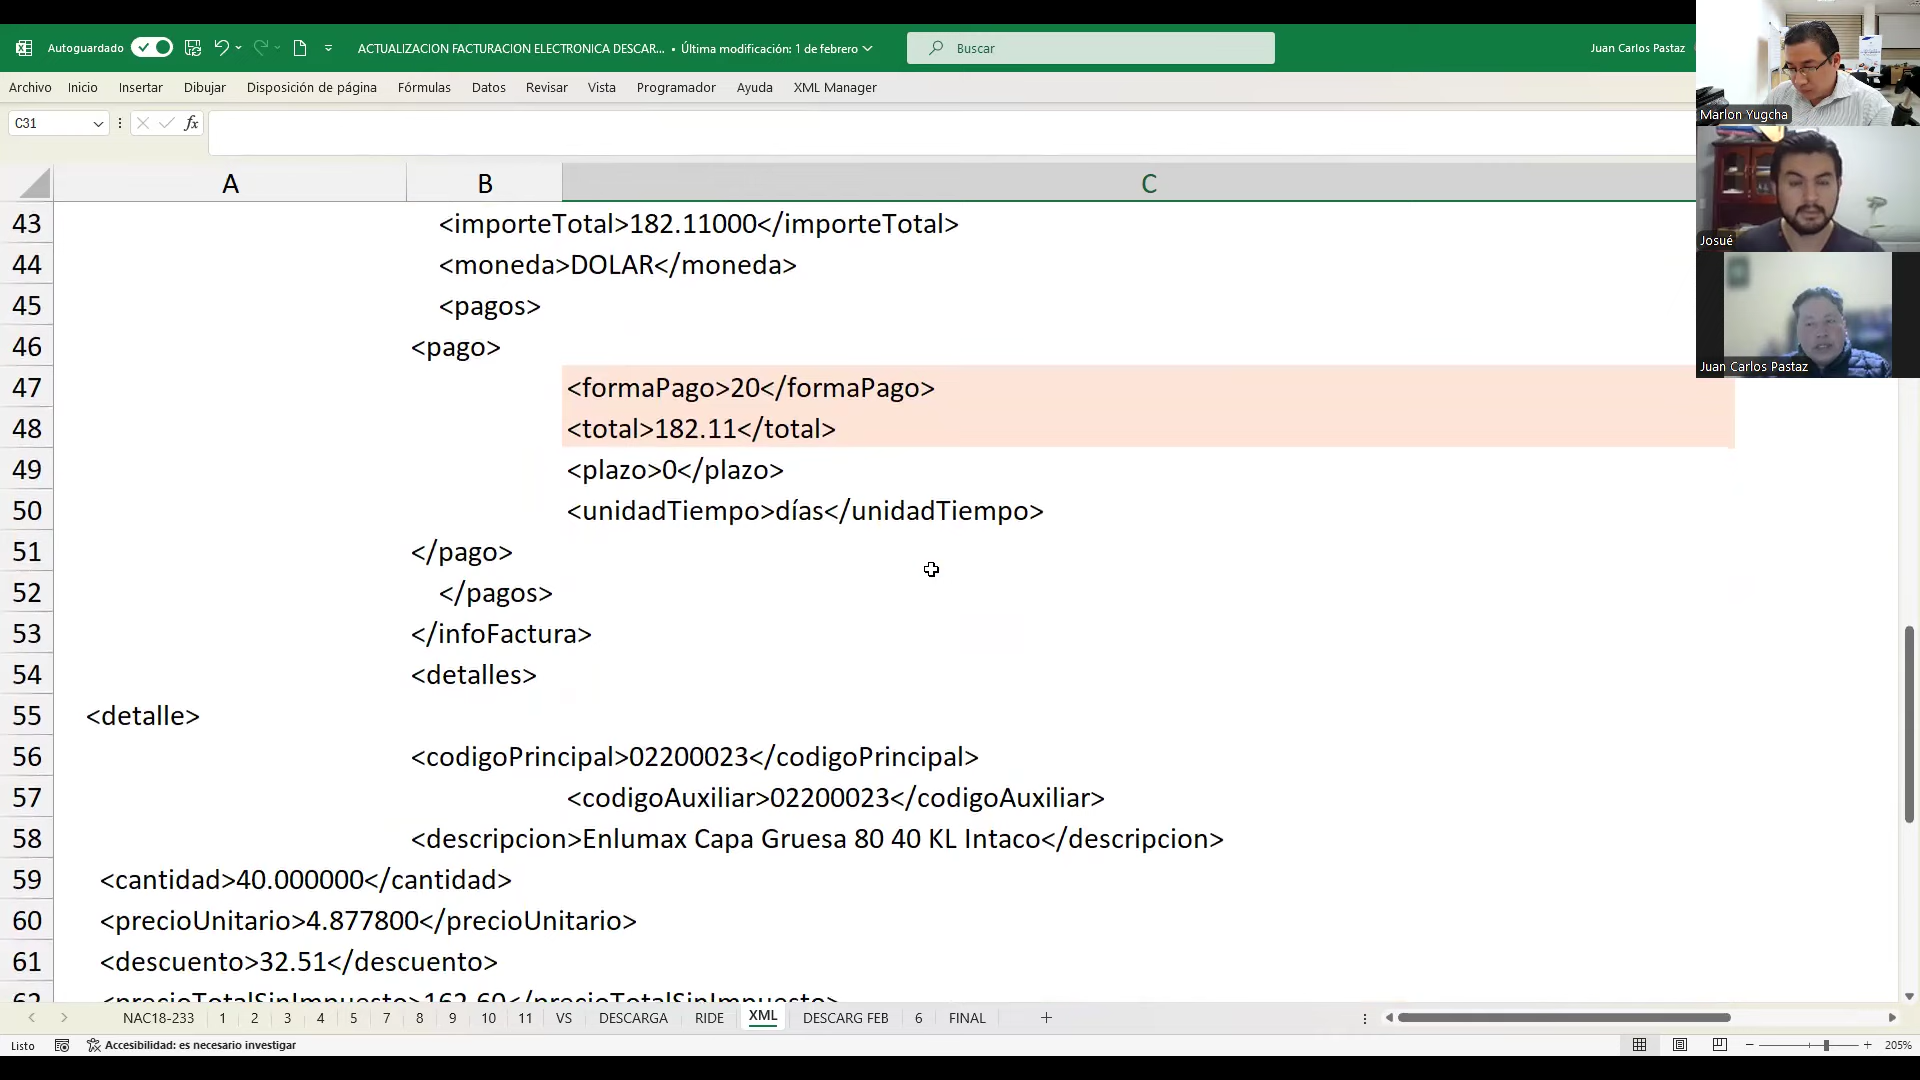 Autoguardado
ACTUALIZACION FACTURACION ELECTRONICA DESCAR... • Última modificación: 1 de febrero
Buscar
Juan Carlos Pastaz
Archivo Inicio Insertar Dibujar Disposición de página Fórmulas Datos Revisar Vista Programador Ayuda XML Manager
C31
fx
Marlon Yugcha
Josué
Juan Carlos Pastaz
A B C
43 <importeTotal>182.11000</importeTotal>
44 <moneda>DOLAR</moneda>
45 <pagos>
46 <pago>
47 <formaPago>20</formaPago>
48 <total>182.11</total>
49 <plazo>0</plazo>
50 <unidadTiempo>días</unidadTiempo>
51 </pago>
52 </pagos>
53 </infoFactura>
54 <detalles>
55 <detalle>
56 <codigoPrincipal>02200023</codigoPrincipal>
57 <codigoAuxiliar>02200023</codigoAuxiliar>
58 <descripcion>Enlumax Capa Gruesa 80 40 KL Intaco</descripcion>
59 <cantidad>40.000000</cantidad>
60 <precioUnitario>4.877800</precioUnitario>
61 <descuento>32.51</descuento>
62 <precioTotalSinImpuesto>162.60</precioTotalSinImpuesto>
NAC18-233 1 2 3 4 5 7 8 9 10 11 VS DESCARGA RIDE XML DESCARG FEB 6 FINAL
Listo
Accesibilidad: es necesario investigar
205%